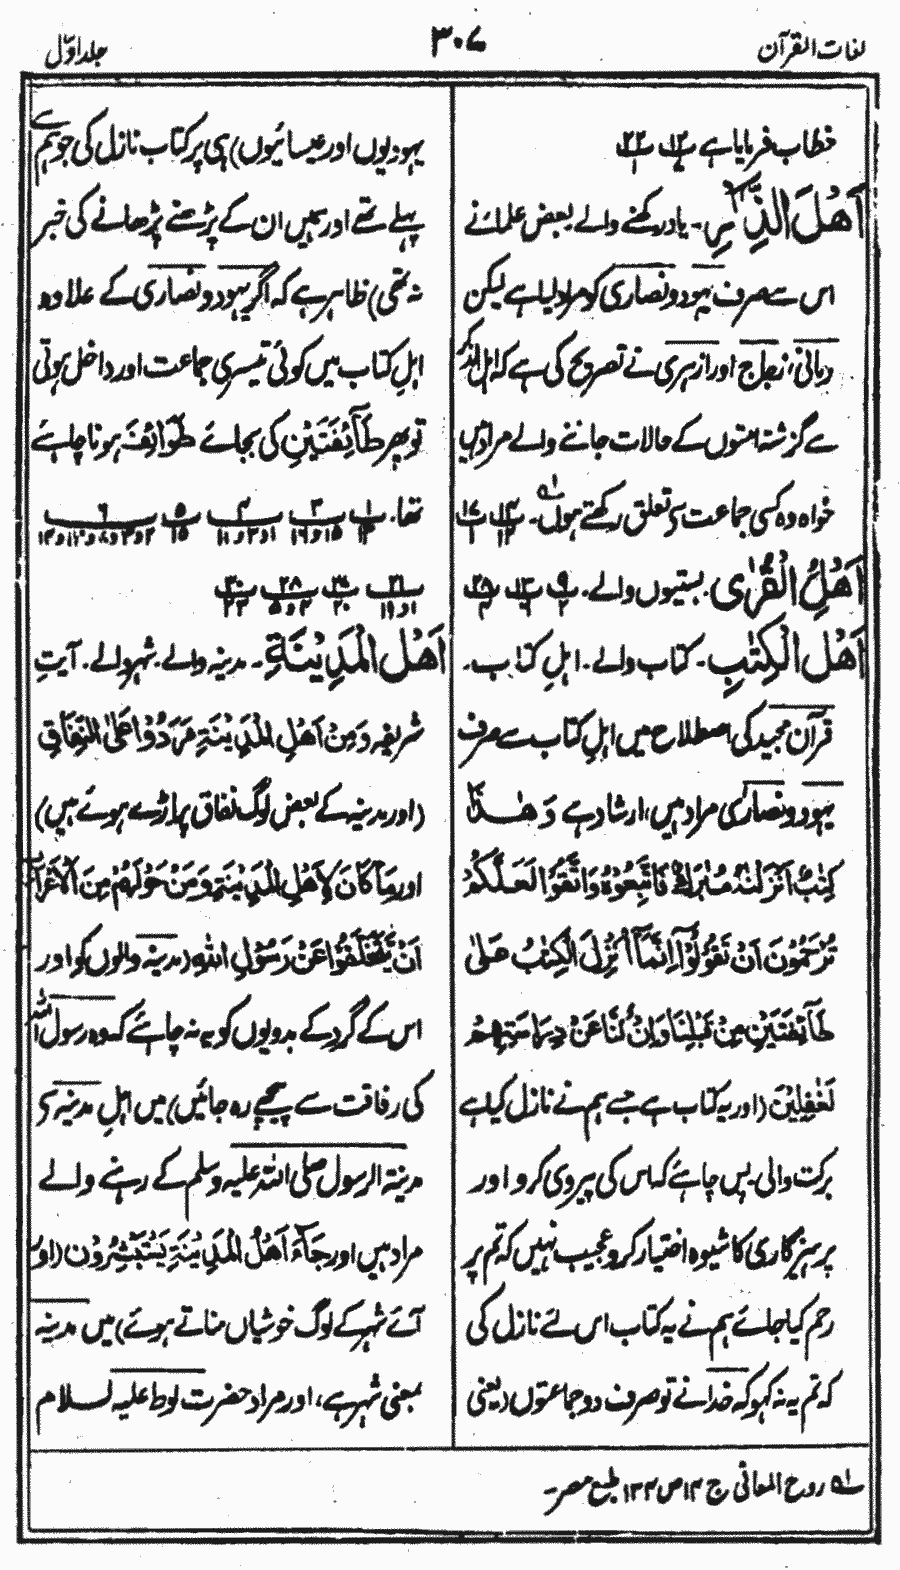 لغات القرآن
۳۰۷
جلد اوّل
خطاب فرمایا ہے
اَھْلَ الذِّکْرِ۔ یاد رکھنے والے۔ بعض علماء نے
اس سے صرف یہود و نصاریٰ کو مراد لیا ہے لیکن
رمانی، زجاج اور ازہری نے تصریح کی ہے کہ اہل الذکر
سے گزشتہ امتوں کے حالات جاننے والے مراد ہیں
خواہ وہ کسی جماعت سے تعلق رکھتے ہوں
اَھْلُ الْقُرٰی۔ بستیوں والے۔
اَھْلُ الْکِتٰبِ۔ کتاب والے۔ اہلِ کتاب۔
قرآن مجید کی اصطلاح میں اہلِ کتاب سے صرف
یہود و نصاریٰ مراد ہیں، ارشاد ہے وَھٰذَا
کِتٰبٌ اَنْزَلْنٰهُ مُبٰرَكٌ فَاتَّبِعُوْهُ وَاتَّقُوْا لَعَلَّكُمْ
تُرْحَمُوْنَ اَنْ تَقُوْلُوْٓا اِنَّمَآ اُنْزِلَ الْكِتٰبُ عَلٰی
طَآئِفَتَیْنِ مِنْ قَبْلِنَا وَاِنْ كُنَّا عَنْ دِرَاسَتِهِمْ
لَغٰفِلِیْنَ (اور یہ کتاب ہے جسے ہم نے نازل کیا ہے
برکت والی پس چاہئے کہ اس کی پیروی کرو اور
پرہیزگاری کا شیوہ اختیار کرو عجیب نہیں کہ تم پر
رحم کیا جائے ہم نے یہ کتاب اس لئے نازل کی
کہ تم یہ نہ کہو کہ خدا نے تو صرف دو جماعتوں (یعنی
یہودیوں اور عیسائیوں) ہی پر کتاب نازل کی جو ہم سے
پہلے تھے اور ہمیں ان کے پڑھنے پڑھانے کی خبر
نہ تھی) ظاہر ہے کہ اگر یہود و نصاریٰ کے علاوہ
اہلِ کتاب میں کوئی تیسری جماعت اور داخل ہوتی
تو پھر طَآئِفَتَیْنِ کی بجائے طَوَائِفَ ہونا چاہئے
تھا۔
اَھْلُ الْمَدِیْنَةِ۔ مدینہ والے۔ شہر والے۔ آیتِ
شریفہ وَمِنْ اَھْلِ الْمَدِیْنَةِ مَرَدُوْا عَلَی النِّفَاقِ
(اور مدینہ کے بعض لوگ نفاق پر اڑے ہوئے ہیں)
اور مَا كَانَ لِاَھْلِ الْمَدِیْنَةِ وَمَنْ حَوْلَهُمْ مِنَ الْاَعْرَابِ
اَنْ یَّتَخَلَّفُوْا عَنْ رَسُوْلِ اللّٰهِ (مدینہ والوں کو اور
اس کے گرد کے بدویوں کو یہ نہ چاہئے کہ وہ رسول اللہ
کی رفاقت سے پیچھے رہ جائیں) میں اہلِ مدینہ سے
مدینۃ الرسول صلی اللہ علیہ وسلم کے رہنے والے
مراد ہیں اور جَآءَ اَھْلُ الْمَدِیْنَةِ یَسْتَبْشِرُوْنَ (اور
آئے شہر کے لوگ خوشیاں مناتے ہوئے) میں مدینہ
بمعنی شہر ہے، اور مراد حضرت لوط علیہ السلام
لہ روح المعانی ج ۱۴ ص ۱۳۴ طبع مصر۔